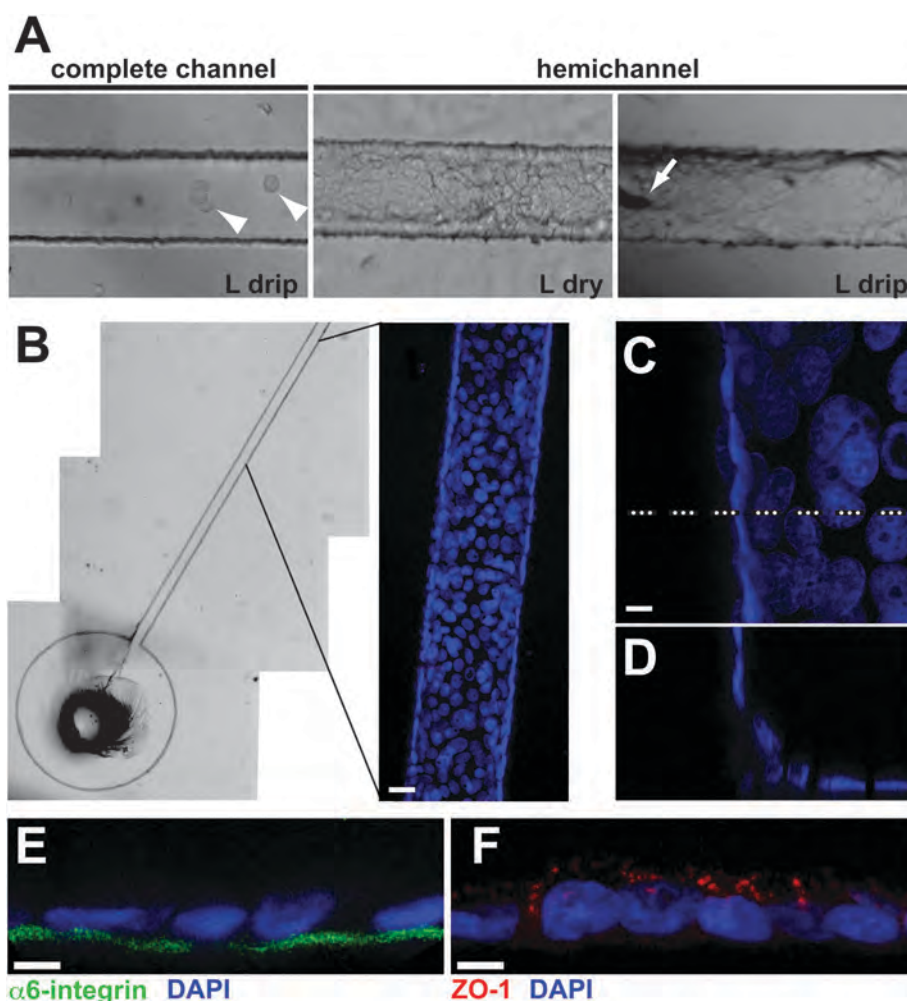 A
complete channel
hemichannel
L drip
L dry
L drip
B
C
D
E
F
α6-integrin DAPI
ZO-1 DAPI